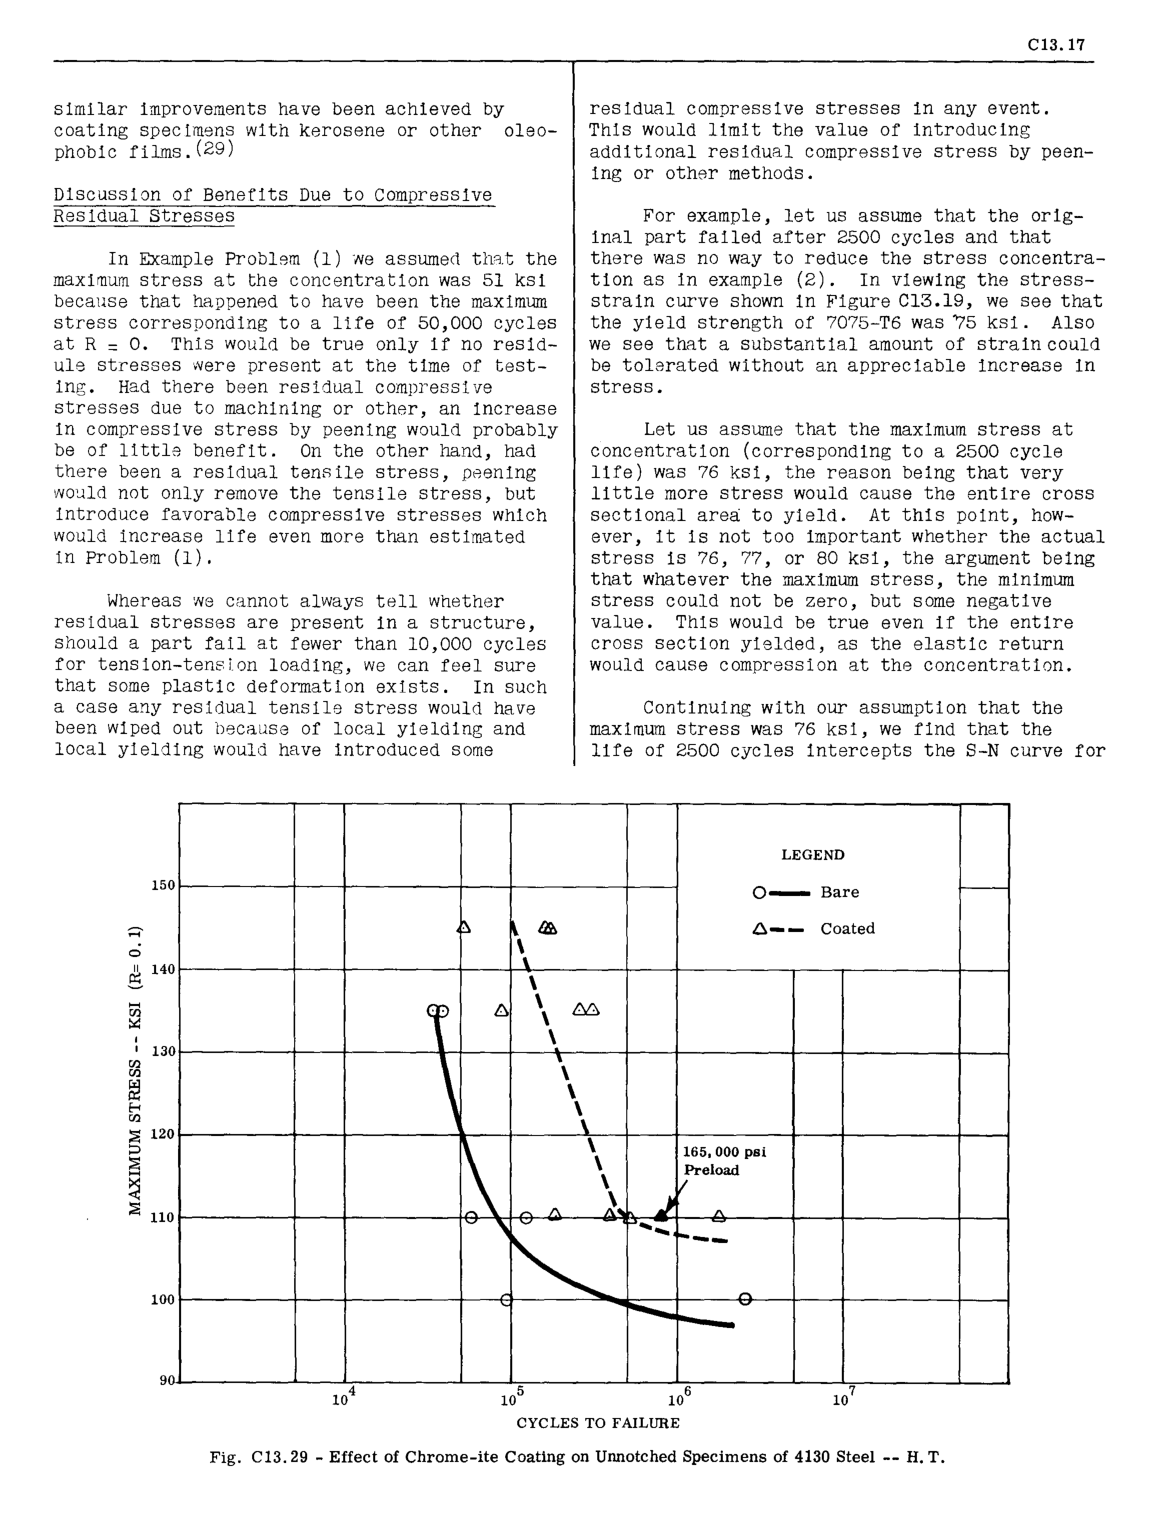 C13.17
similar improvements have been achieved by
coating specimens with kerosene or other oleo-
phobic films.(29)
Discussion of Benefits Due to Compressive
Residual Stresses
In Example Problem (1) we assumed that the
maximum stress at the concentration was 51 ksi
because that happened to have been the maximum
stress corresponding to a life of 50,000 cycles
at R = 0. This would be true only if no resid-
ule stresses were present at the time of test-
ing. Had there been residual compressive
stresses due to machining or other, an increase
in compressive stress by peening would probably
be of little benefit. On the other hand, had
there been a residual tensile stress, peening
would not only remove the tensile stress, but
introduce favorable compressive stresses which
would increase life even more than estimated
in Problem (1).
Whereas we cannot always tell whether
residual stresses are present in a structure,
should a part fail at fewer than 10,000 cycles
for tension-tension loading, we can feel sure
that some plastic deformation exists. In such
a case any residual tensile stress would have
been wiped out because of local yielding and
local yielding would have introduced some
residual compressive stresses in any event.
This would limit the value of introducing
additional residual compressive stress by peen-
ing or other methods.
For example, let us assume that the orig-
inal part failed after 2500 cycles and that
there was no way to reduce the stress concentra-
tion as in example (2). In viewing the stress-
strain curve shown in Figure C13.19, we see that
the yield strength of 7075-T6 was 75 ksi. Also
we see that a substantial amount of strain could
be tolerated without an appreciable increase in
stress.
Let us assume that the maximum stress at
concentration (corresponding to a 2500 cycle
life) was 76 ksi, the reason being that very
little more stress would cause the entire cross
sectional area to yield. At this point, how-
ever, it is not too important whether the actual
stress is 76, 77, or 80 ksi, the argument being
that whatever the maximum stress, the minimum
stress could not be zero, but some negative
value. This would be true even if the entire
cross section yielded, as the elastic return
would cause compression at the concentration.
Continuing with our assumption that the
maximum stress was 76 ksi, we find that the
life of 2500 cycles intercepts the S-N curve for
LEGEND
Bare
Coated
MAXIMUM STRESS -- KSI (R= 0.1)
150
140
130
120
110
100
90
165,000 psi
Preload
10^4
10^5
10^6
10^7
CYCLES TO FAILURE
Fig. C13.29 - Effect of Chrome-ite Coating on Unnotched Specimens of 4130 Steel -- H.T.